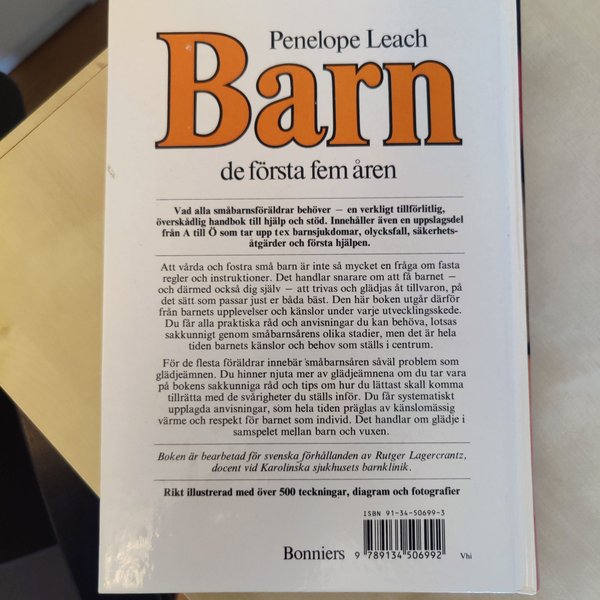 Penelope Leach
Barn
de första fem åren
Vad alla småbarnsföräldrar behöver – en verkligt tillförlitlig,
överskådlig handbok till hjälp och stöd. Innehåller även en uppslagsdel
från A till Ö som tar upp t ex barnsjukdomar, olycksfall, säkerhets-
åtgärder och första hjälpen.
Att vårda och fostra små barn är inte så mycket en fråga om fasta
regler och instruktioner. Det handlar snarare om att få barnet –
och därmed också dig själv – att trivas och glädjas åt tillvaron, på
det sätt som passar just er båda bäst. Den här boken utgår därför
från barnets upplevelser och känslor under varje utvecklingsskede.
Du får alla praktiska råd och anvisningar du kan behöva, lotsas
sakkunnigt genom småbarnsårens olika stadier, men det är hela
tiden barnets känslor och behov som ställs i centrum.
För de flesta föräldrar innebär småbarnsåren såväl problem som
glädjeämnen. Du hinner njuta mer av glädjeämnena om du tar vara
på bokens sakkunniga råd och tips om hur du lättast skall komma
tillrätta med de svårigheter du ställs inför. Du får systematiskt
upplagda anvisningar, som hela tiden präglas av känslomässig
värme och respekt för barnet som individ. Det handlar om glädje i
samspelet mellan barn och vuxen.
Boken är bearbetad för svenska förhållanden av Rutger Lagercrantz,
docent vid Karolinska sjukhusets barnklinik.
Rikt illustrerad med över 500 teckningar, diagram och fotografier
ISBN 91-34-50699-3
Bonniers
9 789134 506992
Vhi